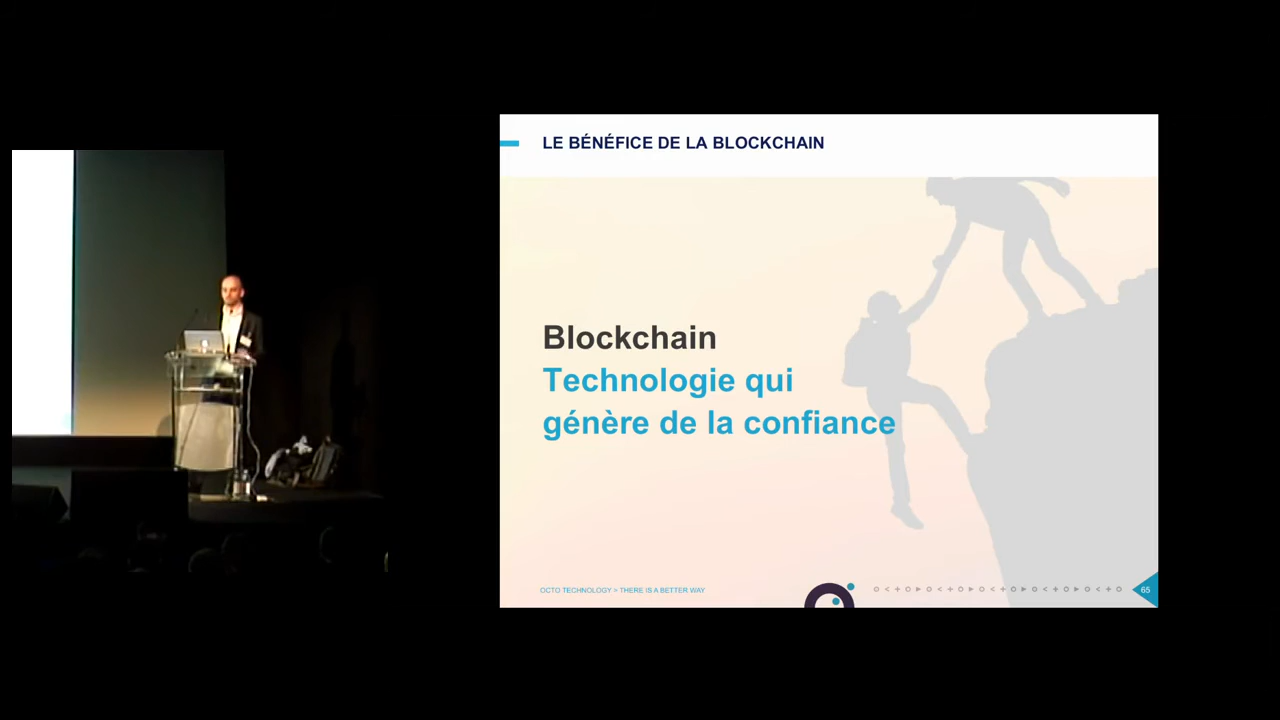 LE BÉNÉFICE DE LA BLOCKCHAIN
Blockchain
Technologie qui
génère de la confiance
OCTO TECHNOLOGY > THERE IS A BETTER WAY
65